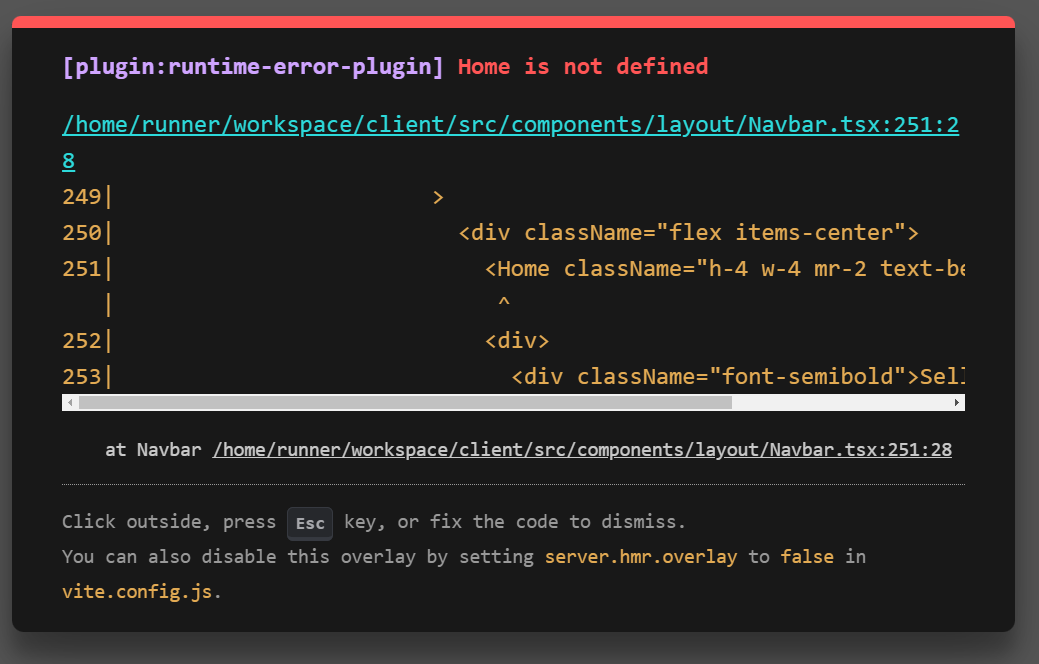 [plugin:runtime-error-plugin] Home is not defined
/home/runner/workspace/client/src/components/layout/Navbar.tsx:251:2
8
249| >
250| <div className="flex items-center">
251| <Home className="h-4 w-4 mr-2 text-be
| ^
252| <div>
253| <div className="font-semibold">Sell
at Navbar /home/runner/workspace/client/src/components/layout/Navbar.tsx:251:28
Click outside, press Esc key, or fix the code to dismiss.
You can also disable this overlay by setting server.hmr.overlay to false in
vite.config.js.